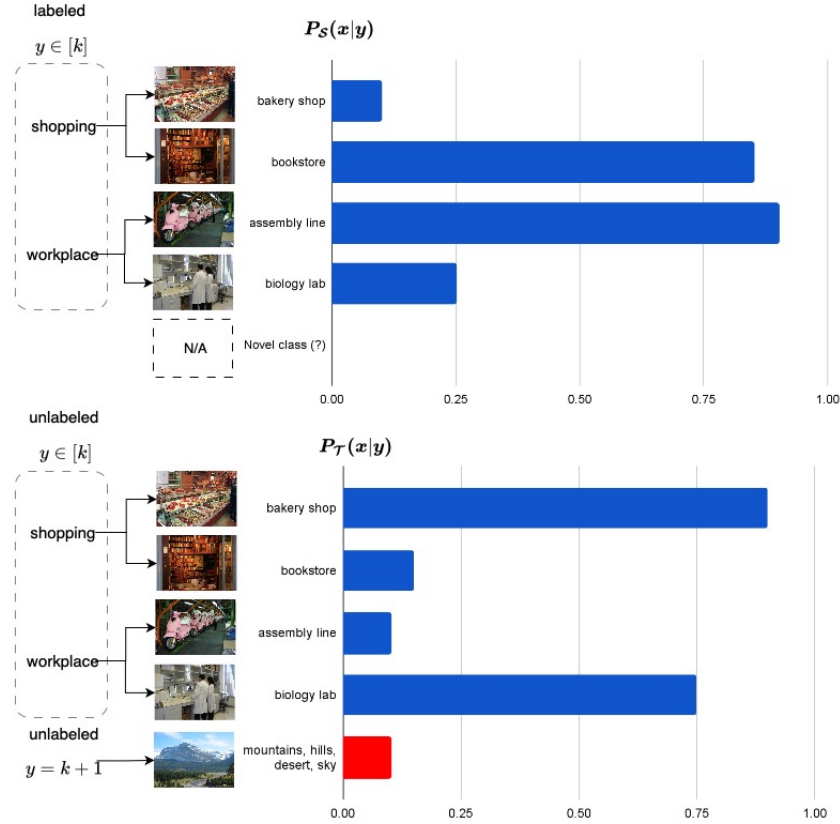 labeled
y ∈ [k]
P_S(x|y)
shopping
bakery shop
bookstore
workplace
assembly line
biology lab
N/A
Novel class (?)
0.00 0.25 0.50 0.75 1.00
unlabeled
y ∈ [k]
P_T(x|y)
shopping
bakery shop
bookstore
workplace
assembly line
biology lab
unlabeled
y = k + 1
mountains, hills,
desert, sky
0.00 0.25 0.50 0.75 1.00